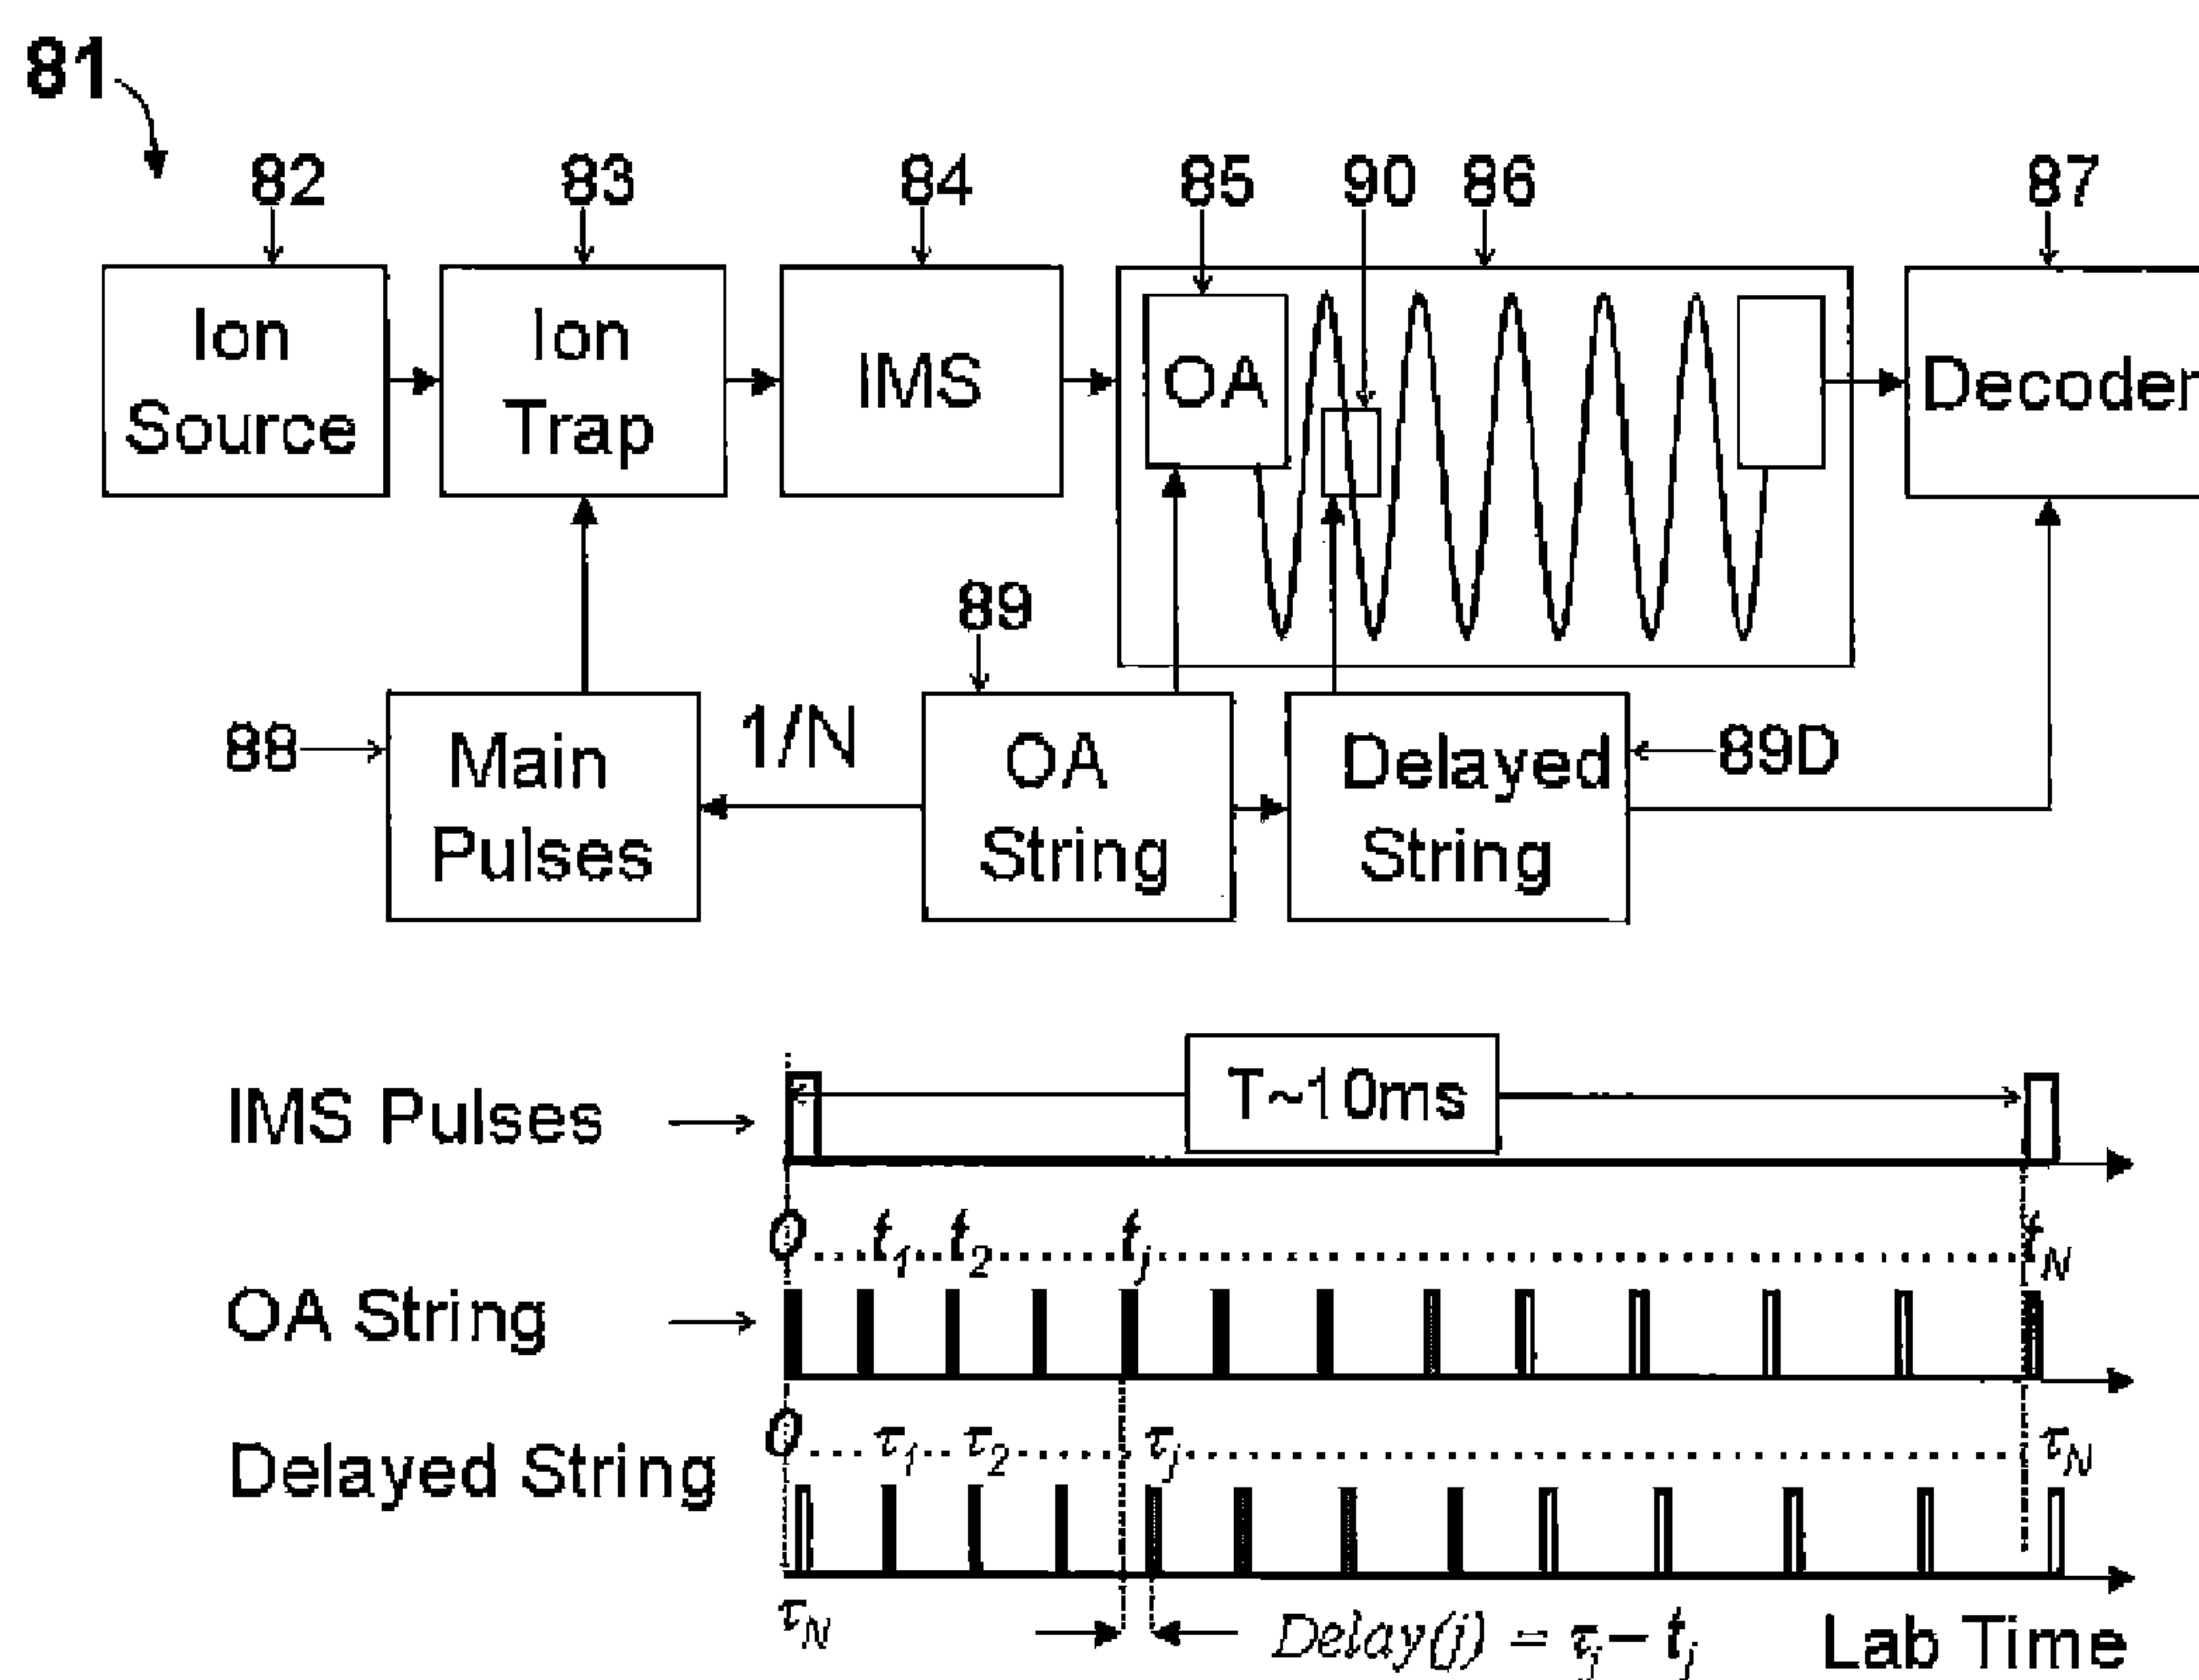 81
82
83
84
85
90
86
87
Ion
Source
Ion
Trap
IMS
OA
Decoder
89
88
Main
Pulses
1/N
OA
String
Delayed
String
89D
IMS Pulses
T~10ms
0 t1 t2 tj tN
OA String
0 τ1 τ2 τj τN
Delayed String
τN
Delay(j) = τj − tj
Lab Time